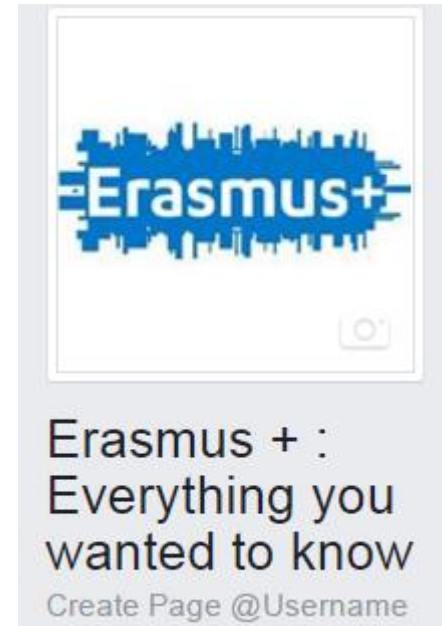 Erasmus+
Erasmus + :
Everything you
wanted to know
Create Page @Username